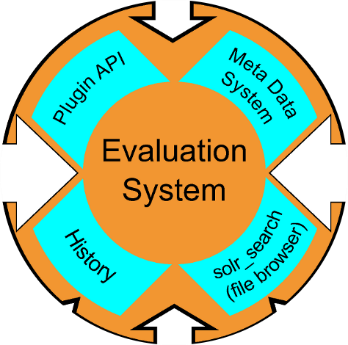 Plugin API
Meta Data
System
Evaluation
System
History
solr_search
(file browser)